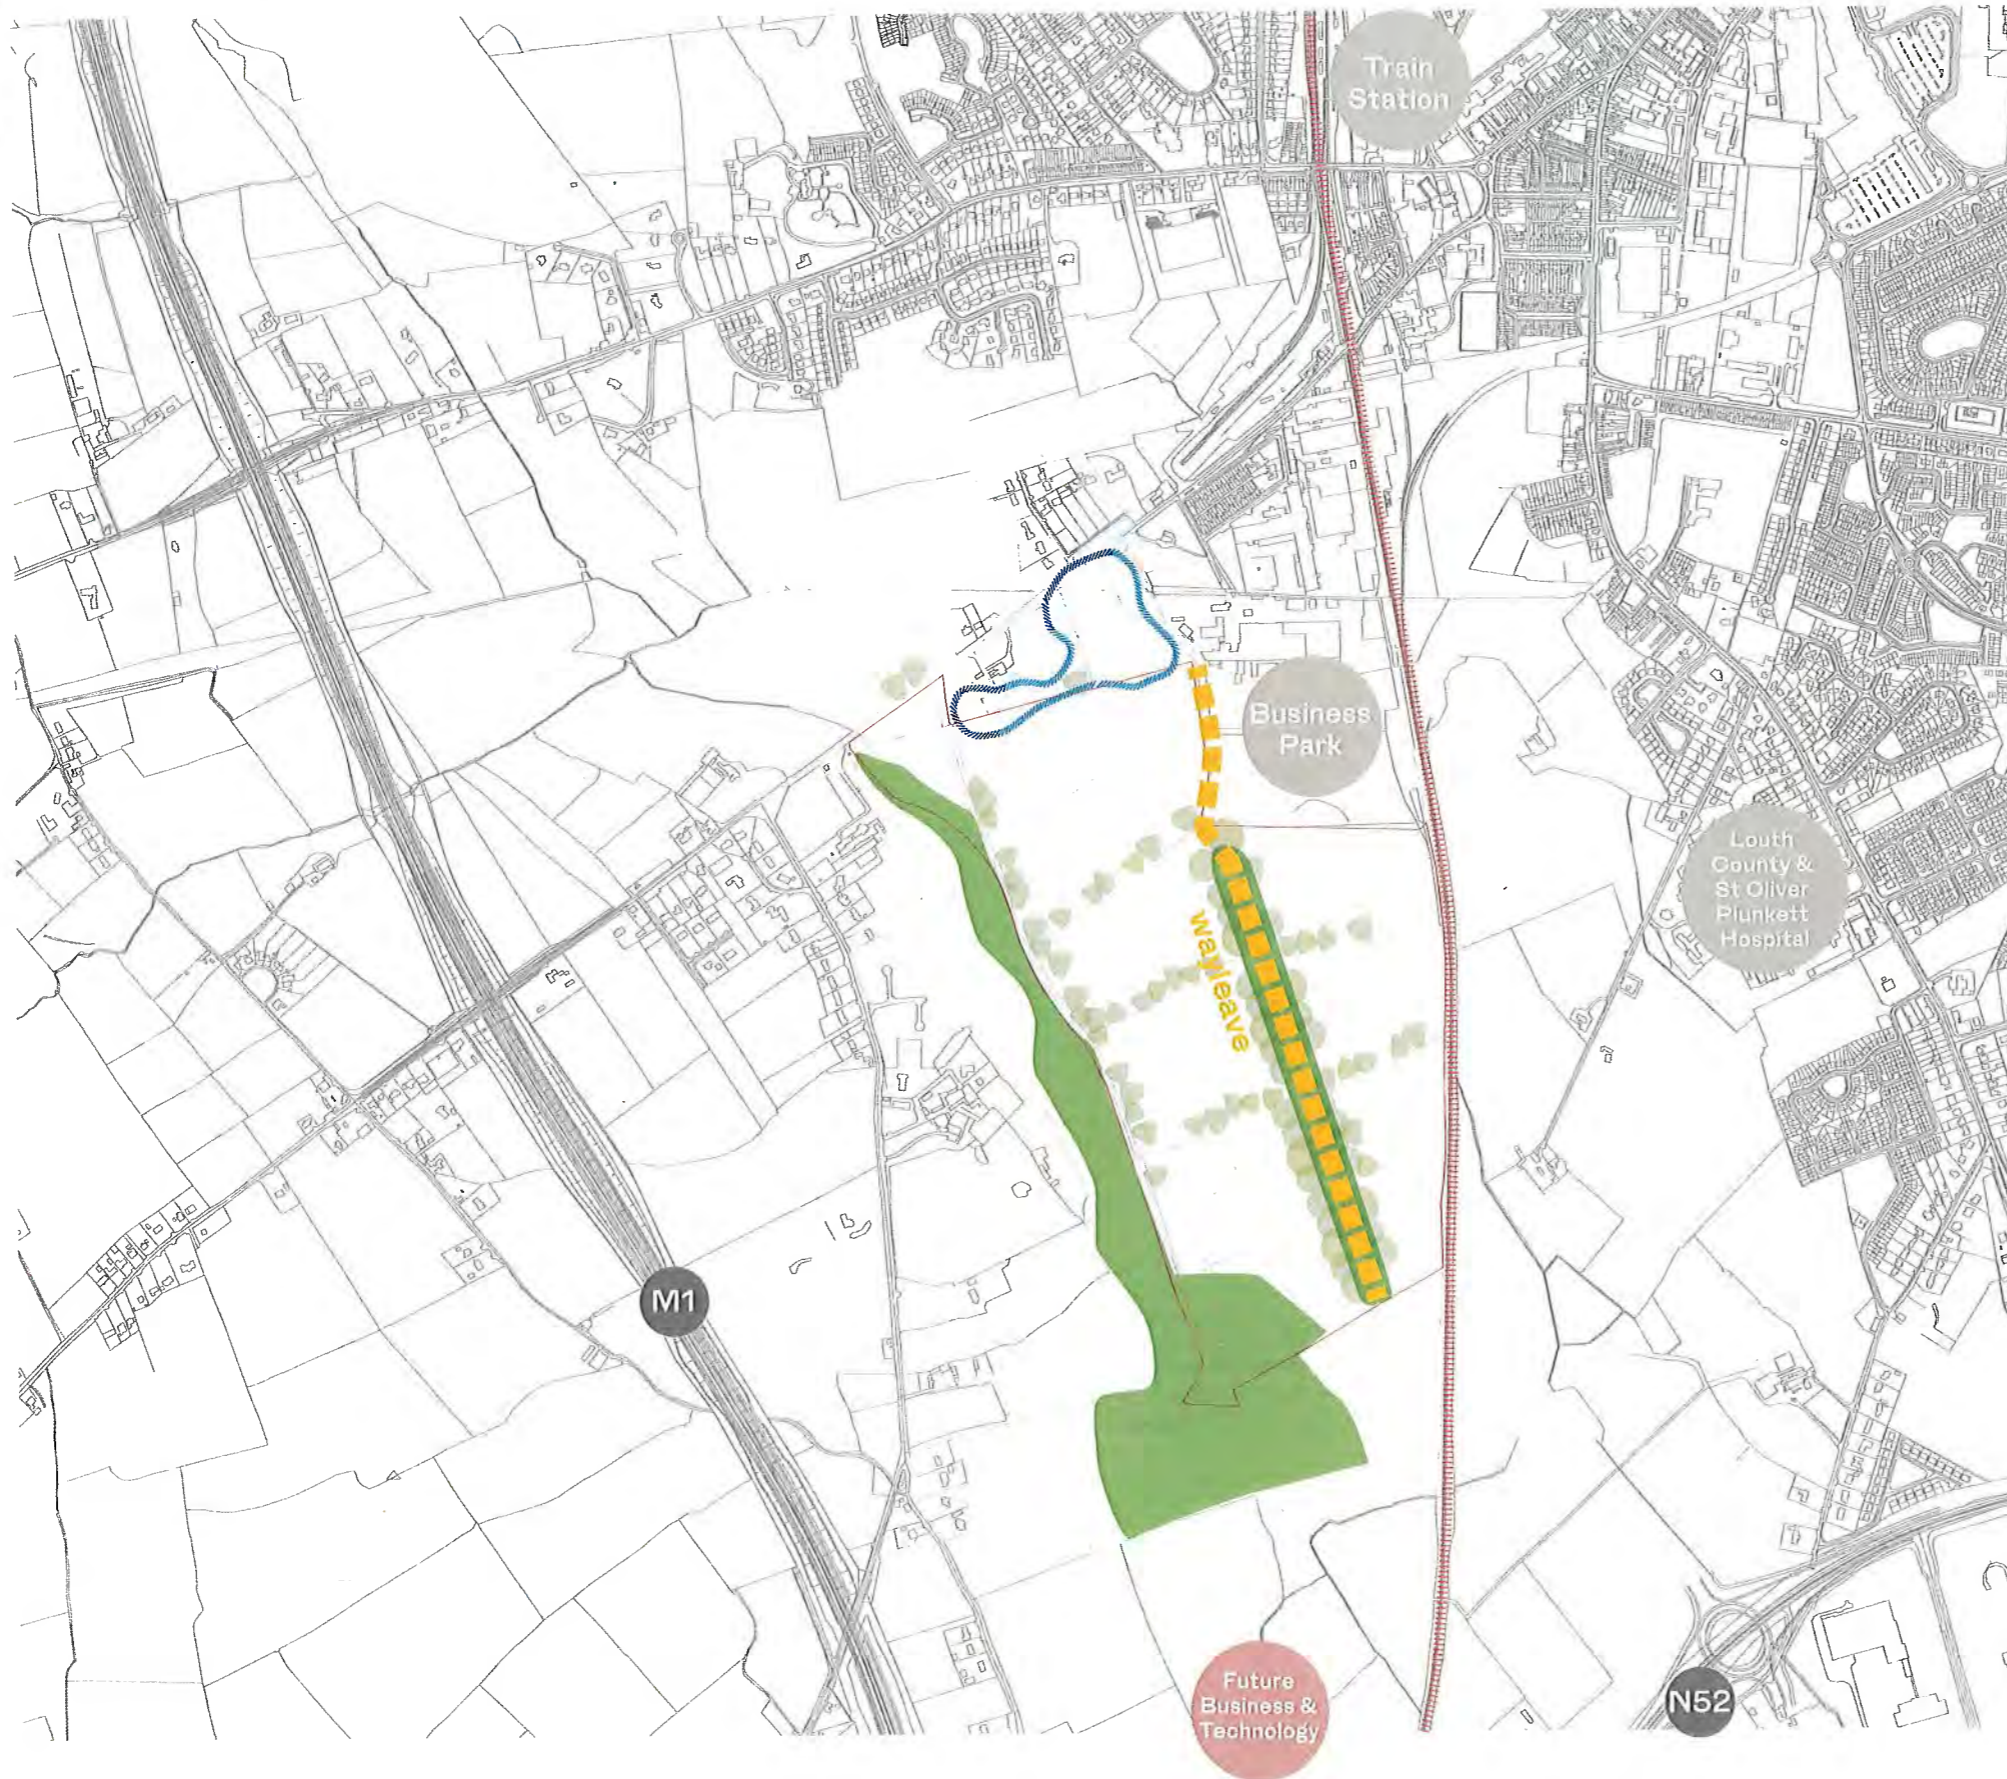 Train
Station
Business
Park
Louth
County &
St Oliver
Plunkett
Hospital
wayleave
M1
Future
Business &
Technology
N52